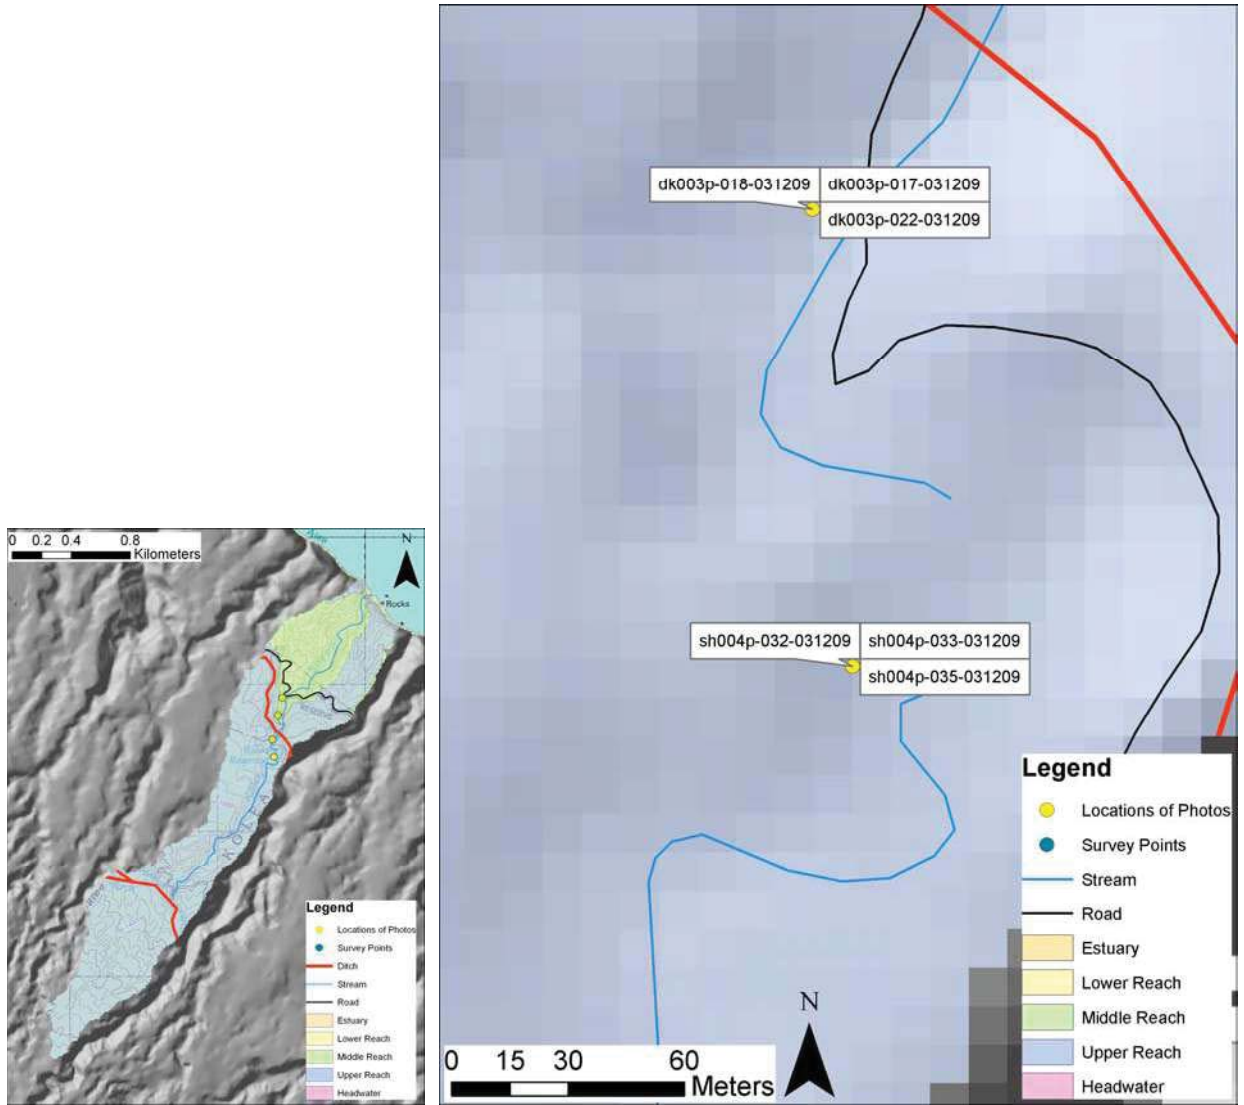 dk003p-018-031209
dk003p-017-031209
dk003p-022-031209
sh004p-032-031209
sh004p-033-031209
sh004p-035-031209
Legend
Locations of Photos
Survey Points
Stream
Road
Estuary
Lower Reach
Middle Reach
Upper Reach
Headwater
N
0 15 30 60
Meters
0 0.2 0.4 0.8
Kilometers
N
Rocks
KOLEA
Legend
Locations of Photos
Survey Points
Ditch
Stream
Road
Estuary
Lower Reach
Middle Reach
Upper Reach
Headwater